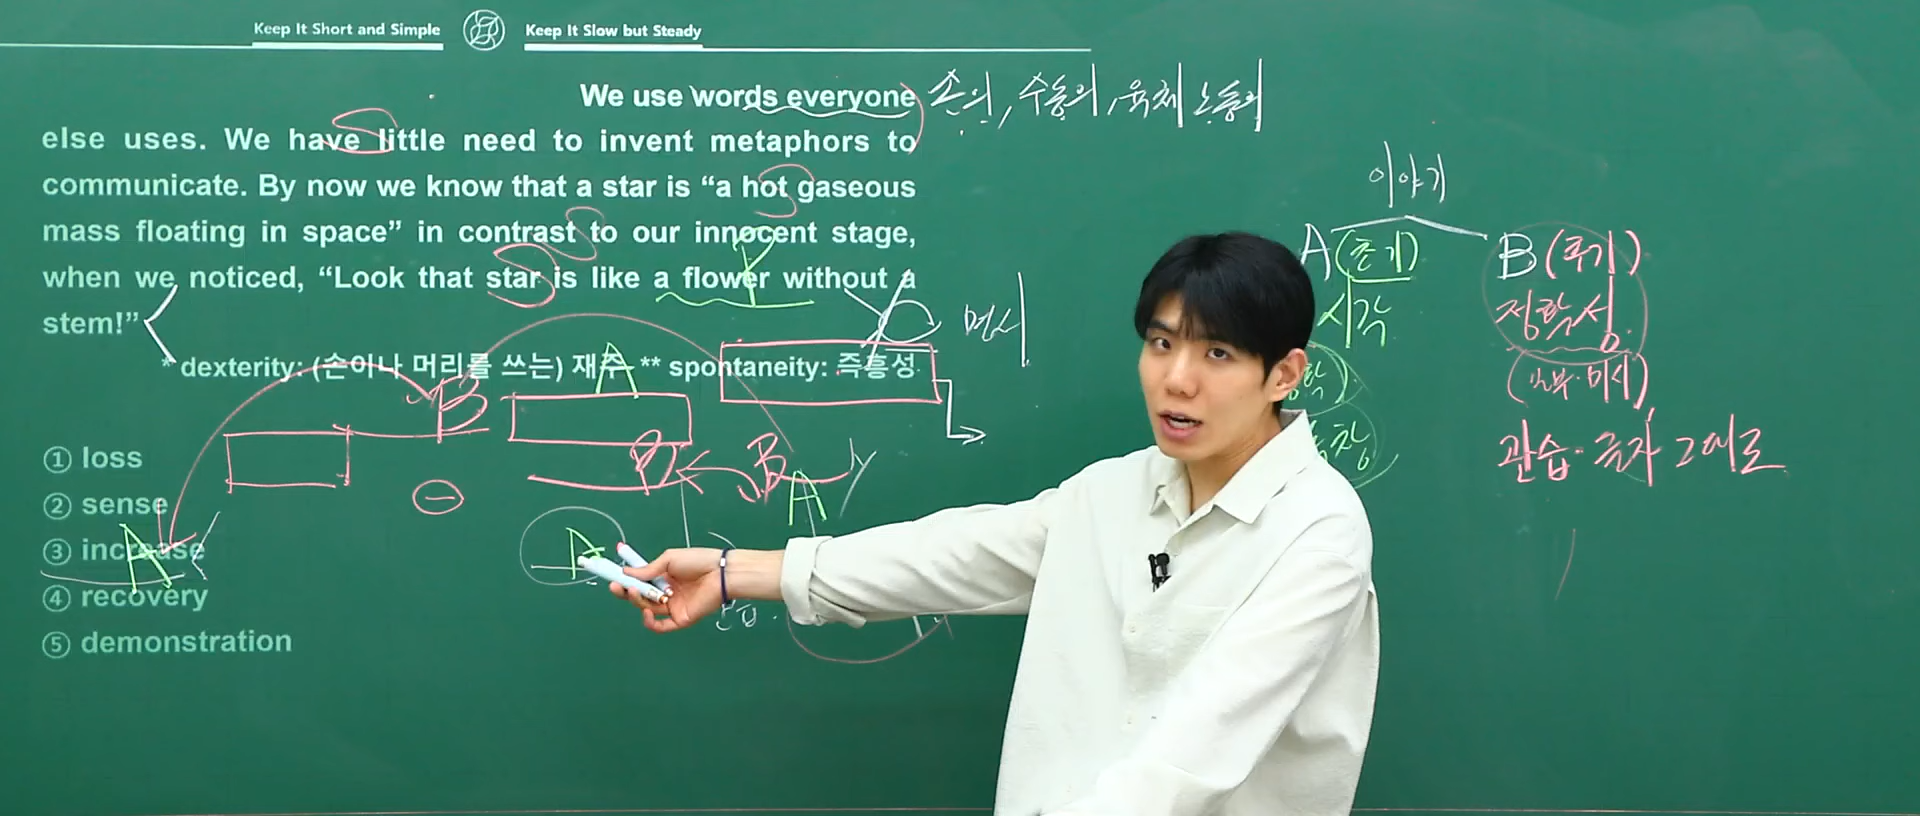 Keep It Short and Simple
Keep It Slow but Steady
We use words everyone
손의, 수동의, 육체 노동의
else uses. We have little need to invent metaphors to
communicate. By now we know that a star is “a hot gaseous
mass floating in space” in contrast to our innocent stage,
when we noticed, “Look that star is like a flower without a
stem!”
* dexterity: (손이나 머리를 쓰는) 재주 ** spontaneity: 즉흥성
① loss
② sense
③ increase
④ recovery
⑤ demonstration
이야기
A (초기)
시각
B (후기)
정확성
관습·글자 그대로
A
B
B
B
A
A
A